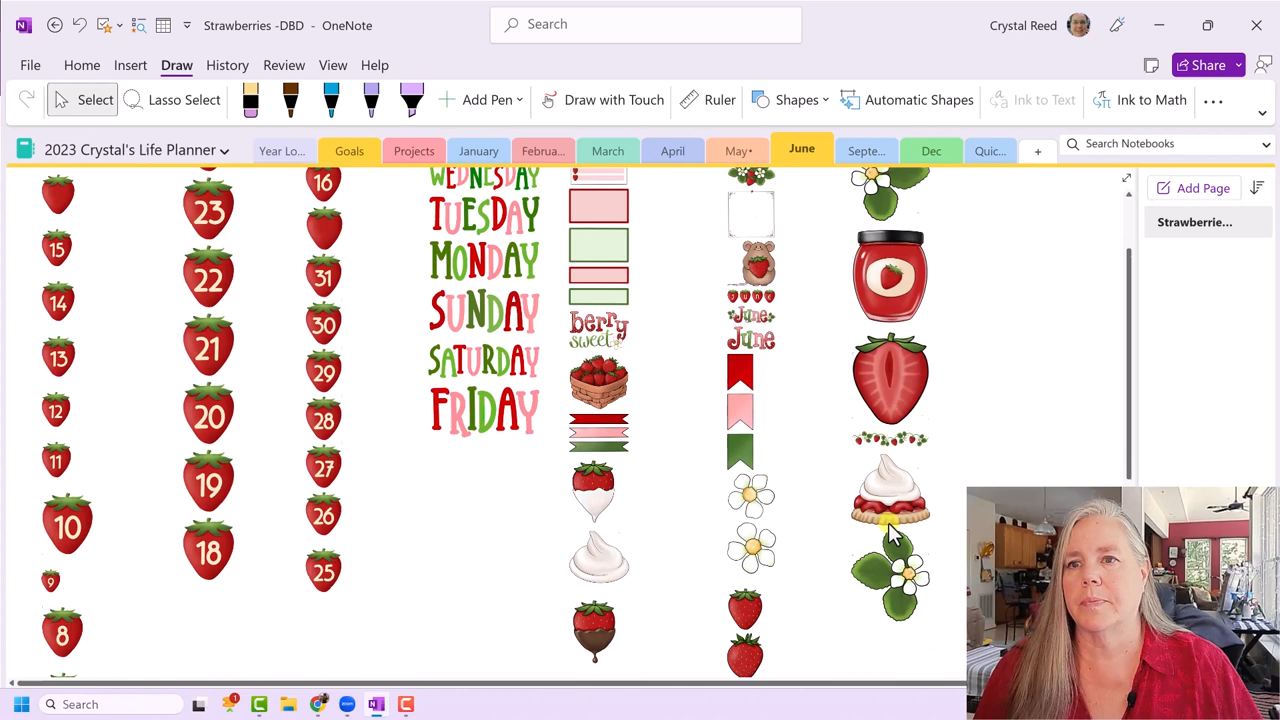 Strawberries -DBD - OneNote
Search
Crystal Reed
File Home Insert Draw View History Review View Help
Share
Select Lasso Select Add Pen Draw with Touch Ruler Shapes Automatic Shapes Ink to Text Ink to Math
2023 Crystal's Life Planner
Year Lo... Goals Projects January Februa... March April May June Septe... Dec Quic... +
Search Notebooks
Add Page
Strawberrie...
WEDNESDAY
TUESDAY
MONDAY
SUNDAY
SATURDAY
FRIDAY
15
14
13
12
11
10
9
8
23
22
21
20
19
18
16
31
30
29
28
27
26
25
berry
sweet
June
June
June
Search
1